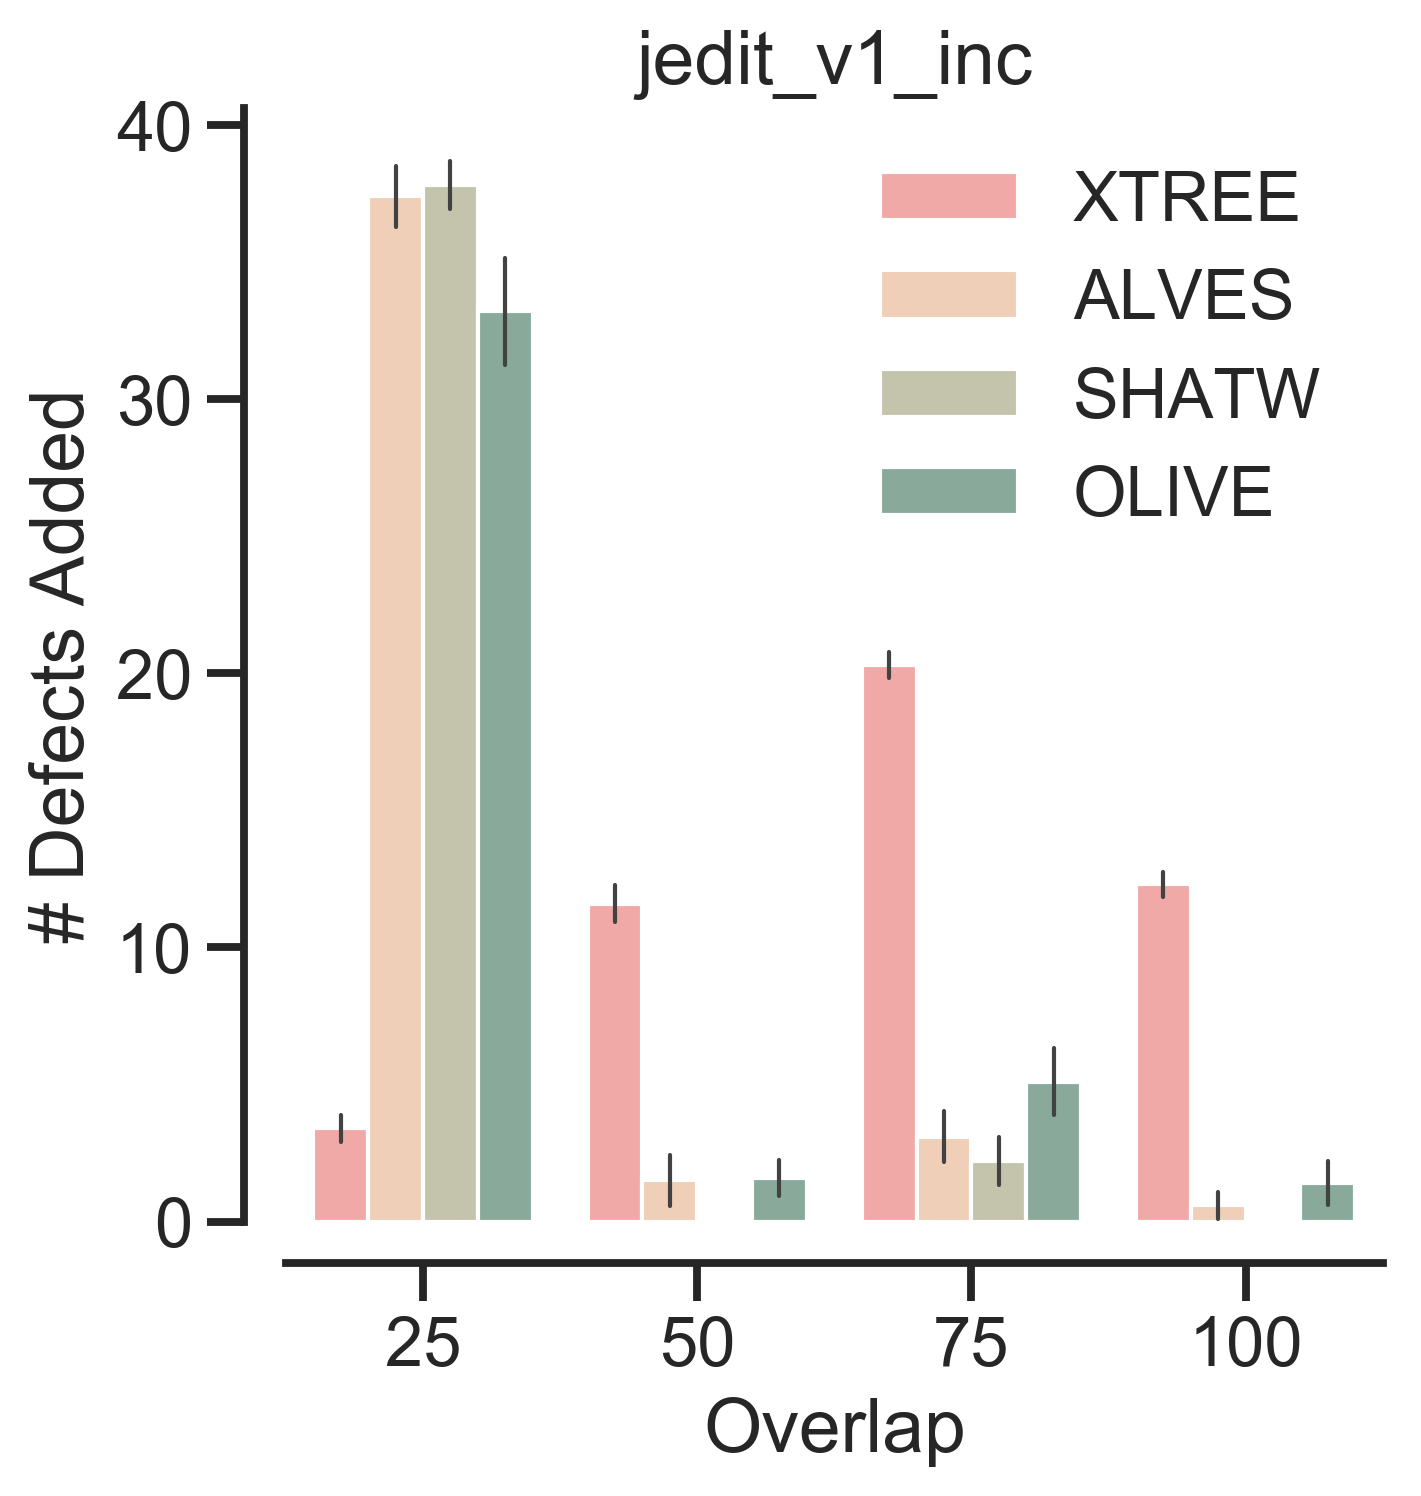 jedit_v1_inc
40
30
20
10
0
# Defects Added
XTREE
ALVES
SHATW
OLIVE
25 50 75 100
Overlap